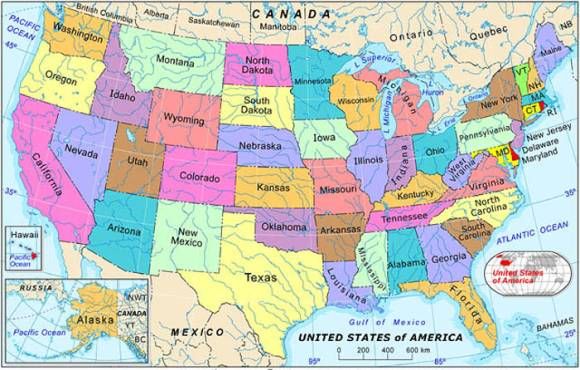 CANADA
British Columbia
Alberta
Saskatchewan
Manitoba
Ontario
Quebec
NB
PACIFIC
OCEAN
45°
45°
Washington
Oregon
Idaho
Montana
North
Dakota
South
Dakota
Minnesota
Wisconsin
Superior
L Michigan
Michigan
Huron
L Ontario
L Erie
Maine
VT
NH
MA
CT
RI
New York
Pennsylvania
New Jersey
Delaware
Maryland
MD
Wyoming
Nebraska
Iowa
Illinois
Indiana
Ohio
West
Virginia
Virginia
California
Nevada
Utah
Colorado
Kansas
Missouri
Kentucky
Tennessee
North
Carolina
South
Carolina
Arizona
New
Mexico
Oklahoma
Arkansas
Texas
Louisiana
Mississippi
Alabama
Georgia
Florida
35°
35°
ATLANTIC OCEAN
Hawaii
Pacific
Ocean
RUSSIA
NWT
CANADA
YT
BC
Alaska
Pacific Ocean
MEXICO
Gulf of Mexico
UNITED STATES of AMERICA
0 200 400 600 km
95°
85°
25°
BAHAMAS
United States
of America